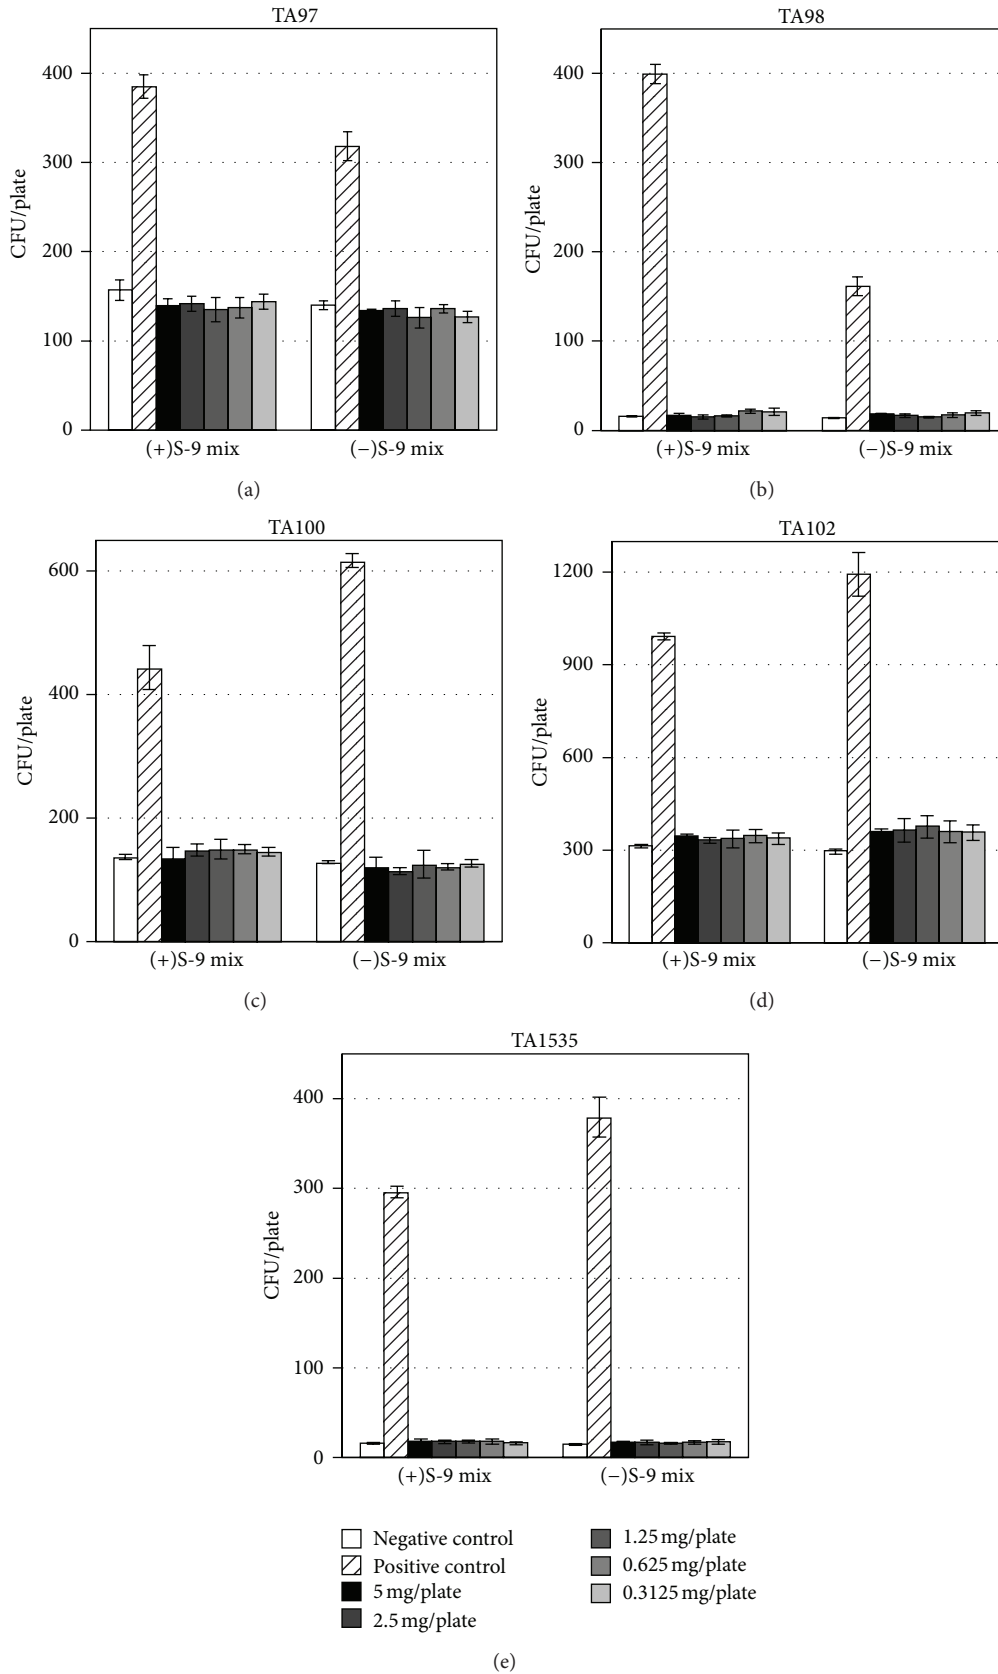 TA97
CFU/plate
400
300
200
100
0
(+)S-9 mix
(−)S-9 mix
(a)
TA98
CFU/plate
400
300
200
100
0
(+)S-9 mix
(−)S-9 mix
(b)
TA100
CFU/plate
600
400
200
0
(+)S-9 mix
(−)S-9 mix
(c)
TA102
CFU/plate
1200
900
600
300
0
(+)S-9 mix
(−)S-9 mix
(d)
TA1535
CFU/plate
400
300
200
100
0
(+)S-9 mix
(−)S-9 mix
Negative control
Positive control
5 mg/plate
2.5 mg/plate
1.25 mg/plate
0.625 mg/plate
0.3125 mg/plate
(e)